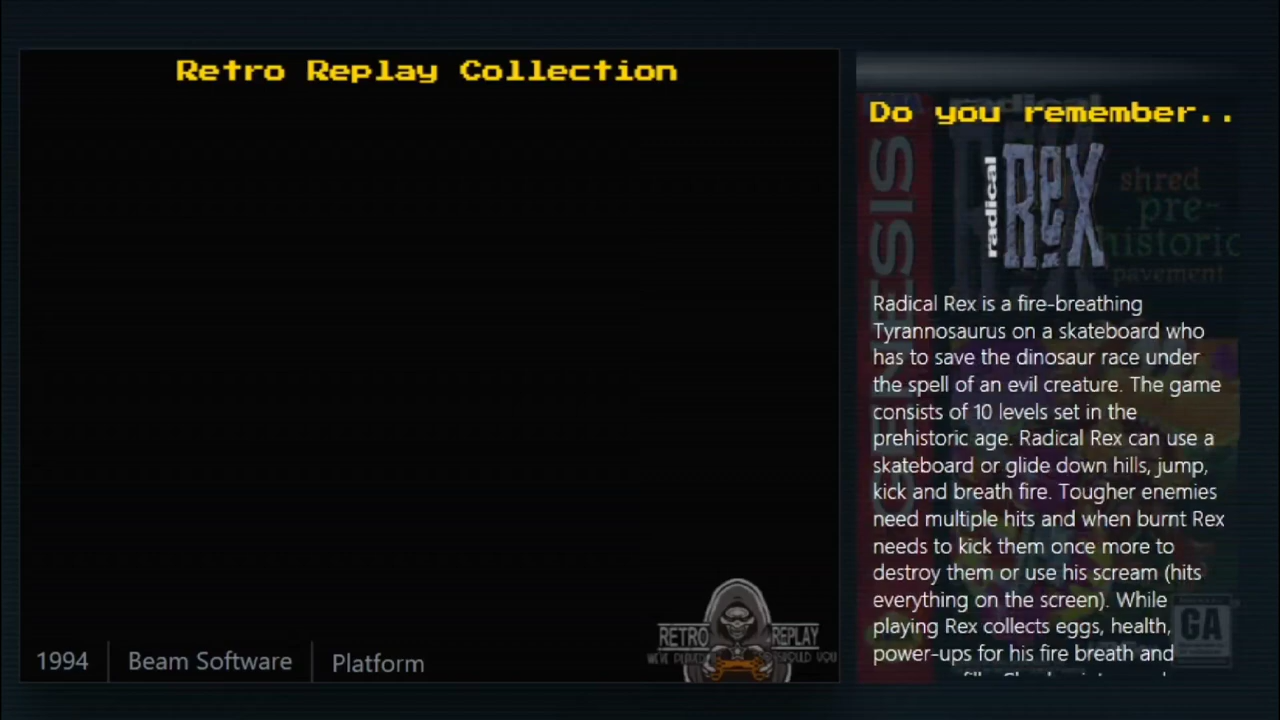 Retro Replay Collection
Do you remember..
radical
Rex
shred
pre-
historic
pavement
GENESIS
Radical Rex is a fire-breathing
Tyrannosaurus on a skateboard who
has to save the dinosaur race under
the spell of an evil creature. The game
consists of 10 levels set in the
prehistoric age. Radical Rex can use a
skateboard or glide down hills, jump,
kick and breath fire. Tougher enemies
need multiple hits and when burnt Rex
needs to kick them once more to
destroy them or use his scream (hits
everything on the screen). While
playing Rex collects eggs, health,
power-ups for his fire breath and
GA
RETRO REPLAY
1994
Beam Software
Platform